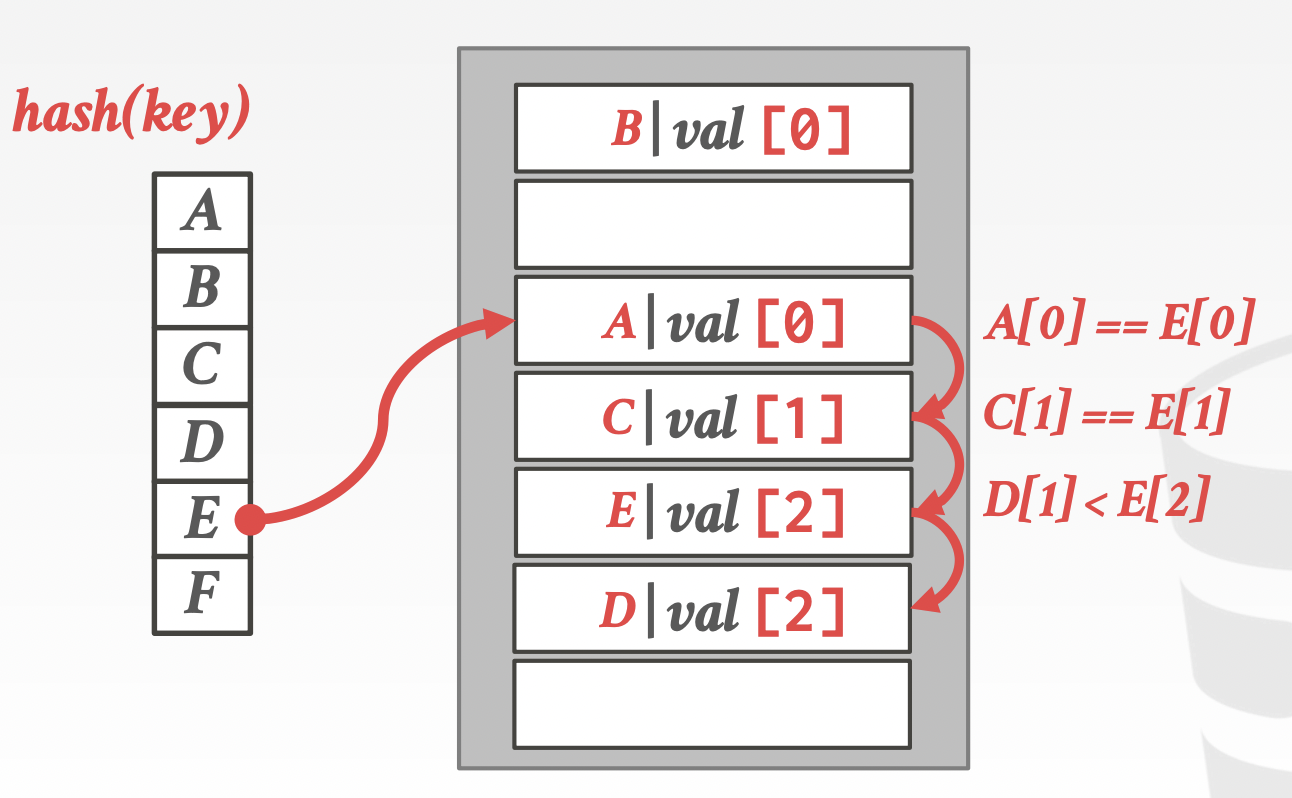 hash(key)
A
B
C
D
E
F
B|val [0]
A|val [0]
C|val [1]
E|val [2]
D|val [2]
A[0] == E[0]
C[1] == E[1]
D[1] < E[2]